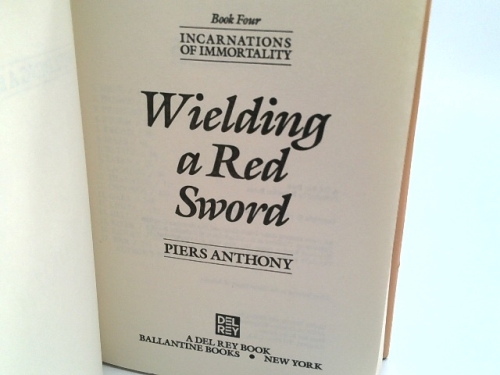 Book Four
INCARNATIONS
OF IMMORTALITY
Wielding
a Red
Sword
PIERS ANTHONY
DEL
REY
A DEL REY BOOK
BALLANTINE BOOKS • NEW YORK